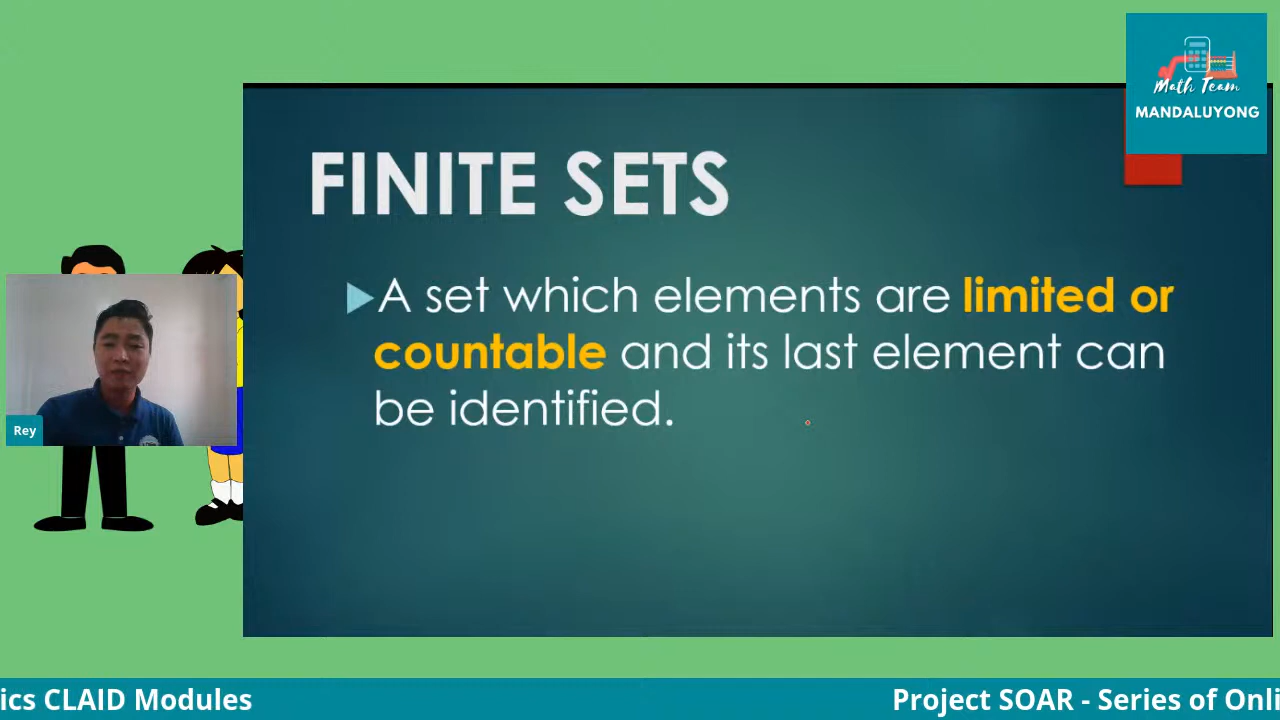 Math Team
MANDALUYONG
FINITE SETS
A set which elements are limited or
countable and its last element can
be identified.
Rey
ics CLAID Modules
Project SOAR - Series of Onli